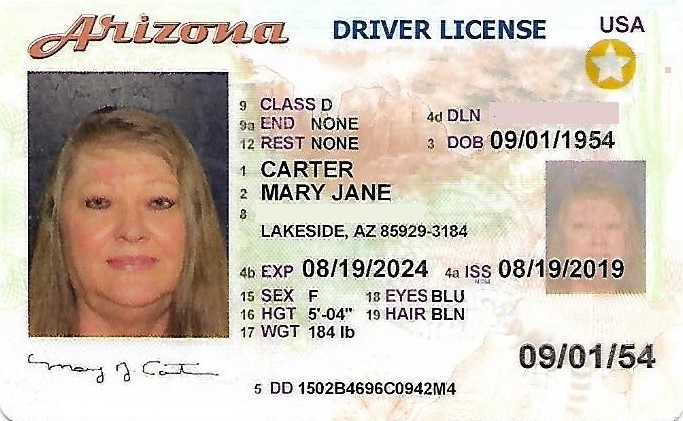 Arizona DRIVER LICENSE USA
9 CLASS D
9a END NONE 4d DLN
12 REST NONE 3 DOB 09/01/1954
1 CARTER
2 MARY JANE
8
LAKESIDE, AZ 85929-3184
4b EXP 08/19/2024 4a ISS 08/19/2019
15 SEX F 18 EYES BLU
16 HGT 5'-04" 19 HAIR BLN
17 WGT 184 lb
09/01/54
Mary J. Carter
5 DD 1502B4696C0942M4